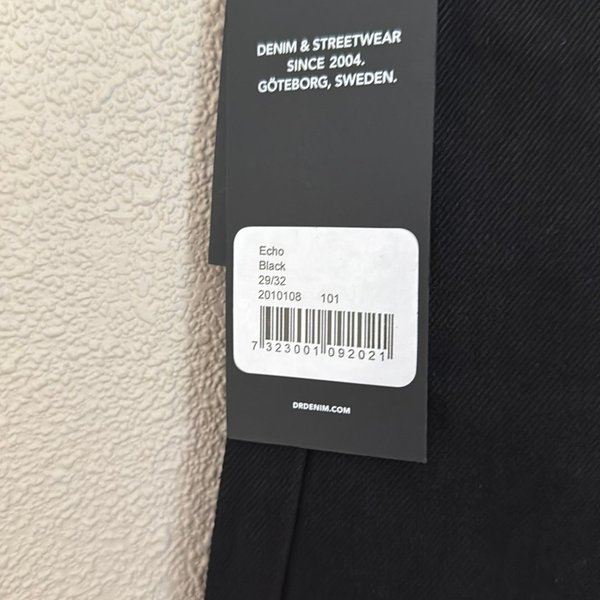 DENIM & STREETWEAR
SINCE 2004.
GÖTEBORG, SWEDEN.
Echo
Black
29/32
2010108 101
7 323001 092021
DRDENIM.COM